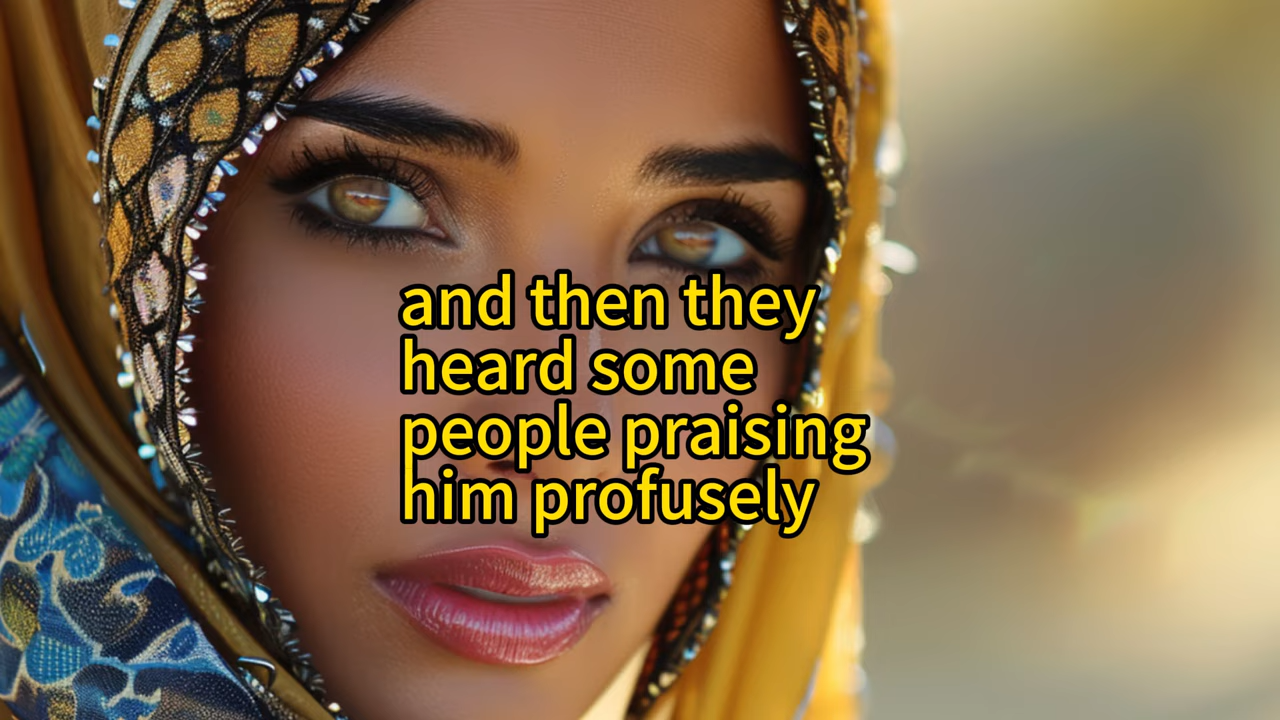 and then they
heard some
people praising
him profusely